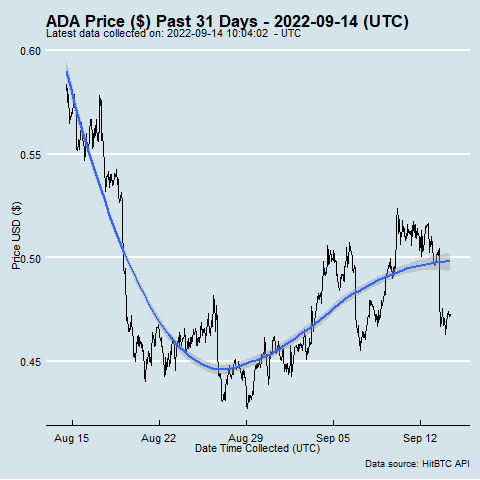 ADA Price ($) Past 31 Days - 2022-09-14 (UTC)
Latest data collected on: 2022-09-14 10:04:02 - UTC
0.60
0.55
0.50
0.45
Price USD ($)
Aug 15
Aug 22
Aug 29
Sep 05
Sep 12
Date Time Collected (UTC)
Data source: HitBTC API